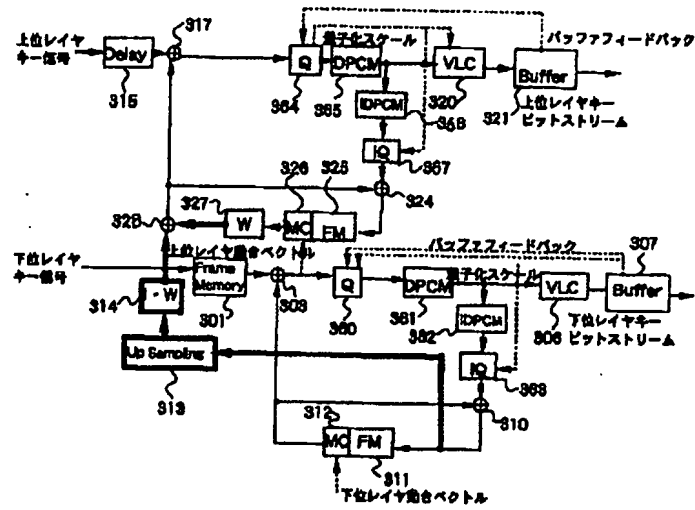 上位レイヤ
キー信号
Delay
315
317
Q
364
量子化スケール
DPCM
365
IDPCM
IQ
367
VLC
320
バッファフィードバック
Buffer
321
上位レイヤキー
ビットストリーム
324
325
326
MC
FM
327
W
328
上位レイヤ動合ベクトル
下位レイヤ
キー信号
Frame
Memory
301
303
314
Up Sampling
313
バッファフィードバック
Q
360
量子化スケール
DPCM
361
IDPCM
362
IQ
363
VLC
306
307
Buffer
下位レイヤキー
ビットストリーム
310
312
MC
FM
311
下位レイヤ動合ベクトル